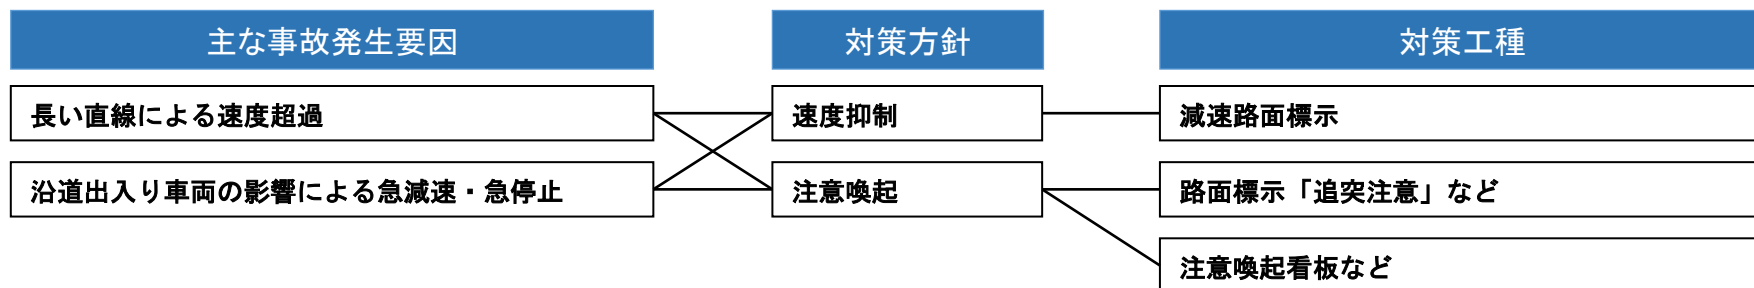 主な事故発生要因
対策方針
対策工種
長い直線による速度超過
速度抑制
減速路面標示
沿道出入り車両の影響による急減速・急停止
注意喚起
路面標示「追突注意」など
注意喚起看板など